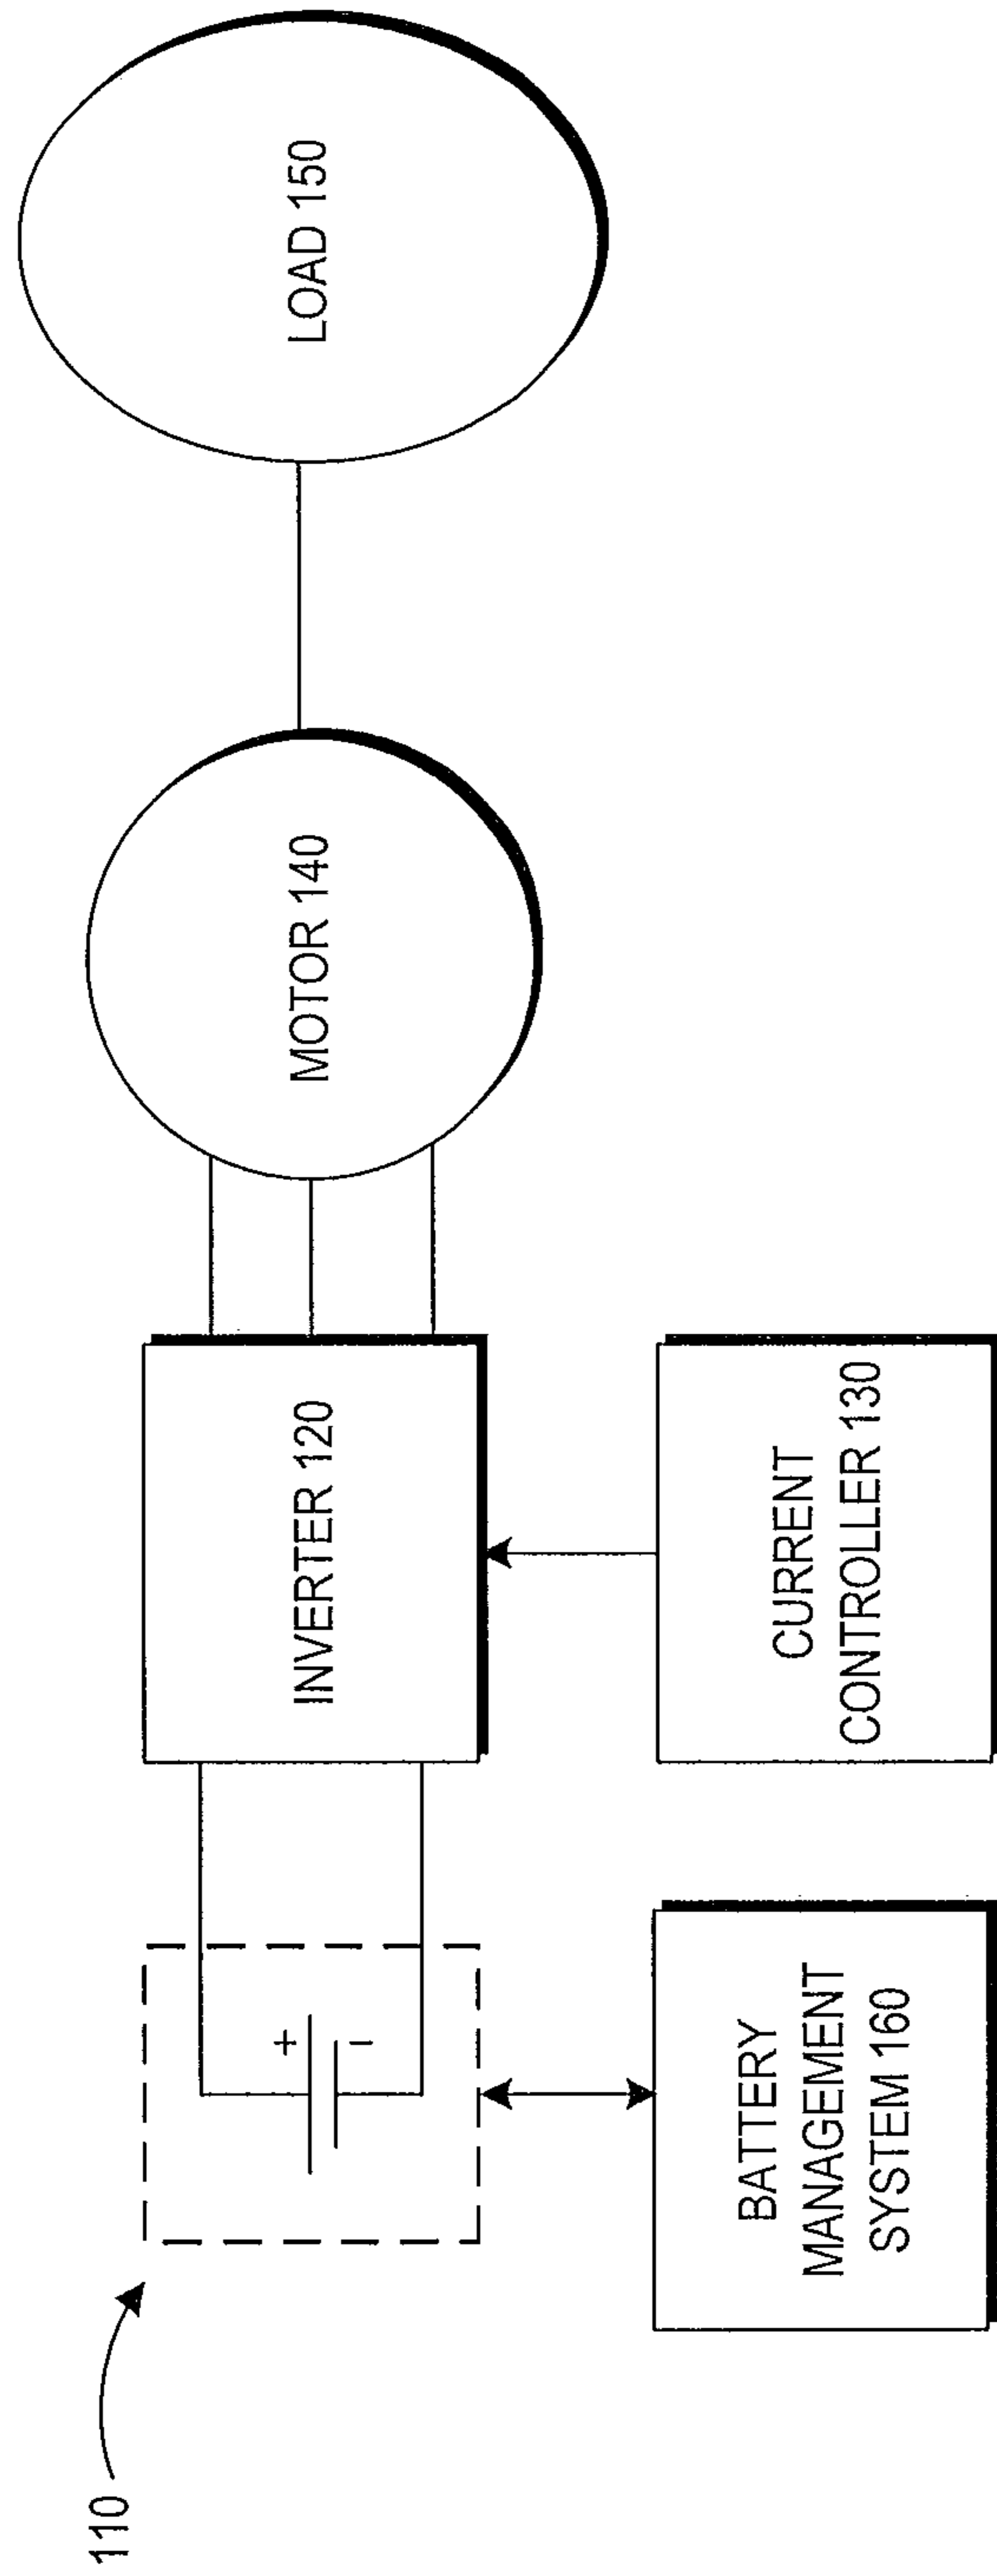 110
+
−
INVERTER 120
MOTOR 140
LOAD 150
BATTERY
MANAGEMENT
SYSTEM 160
CURRENT
CONTROLLER 130